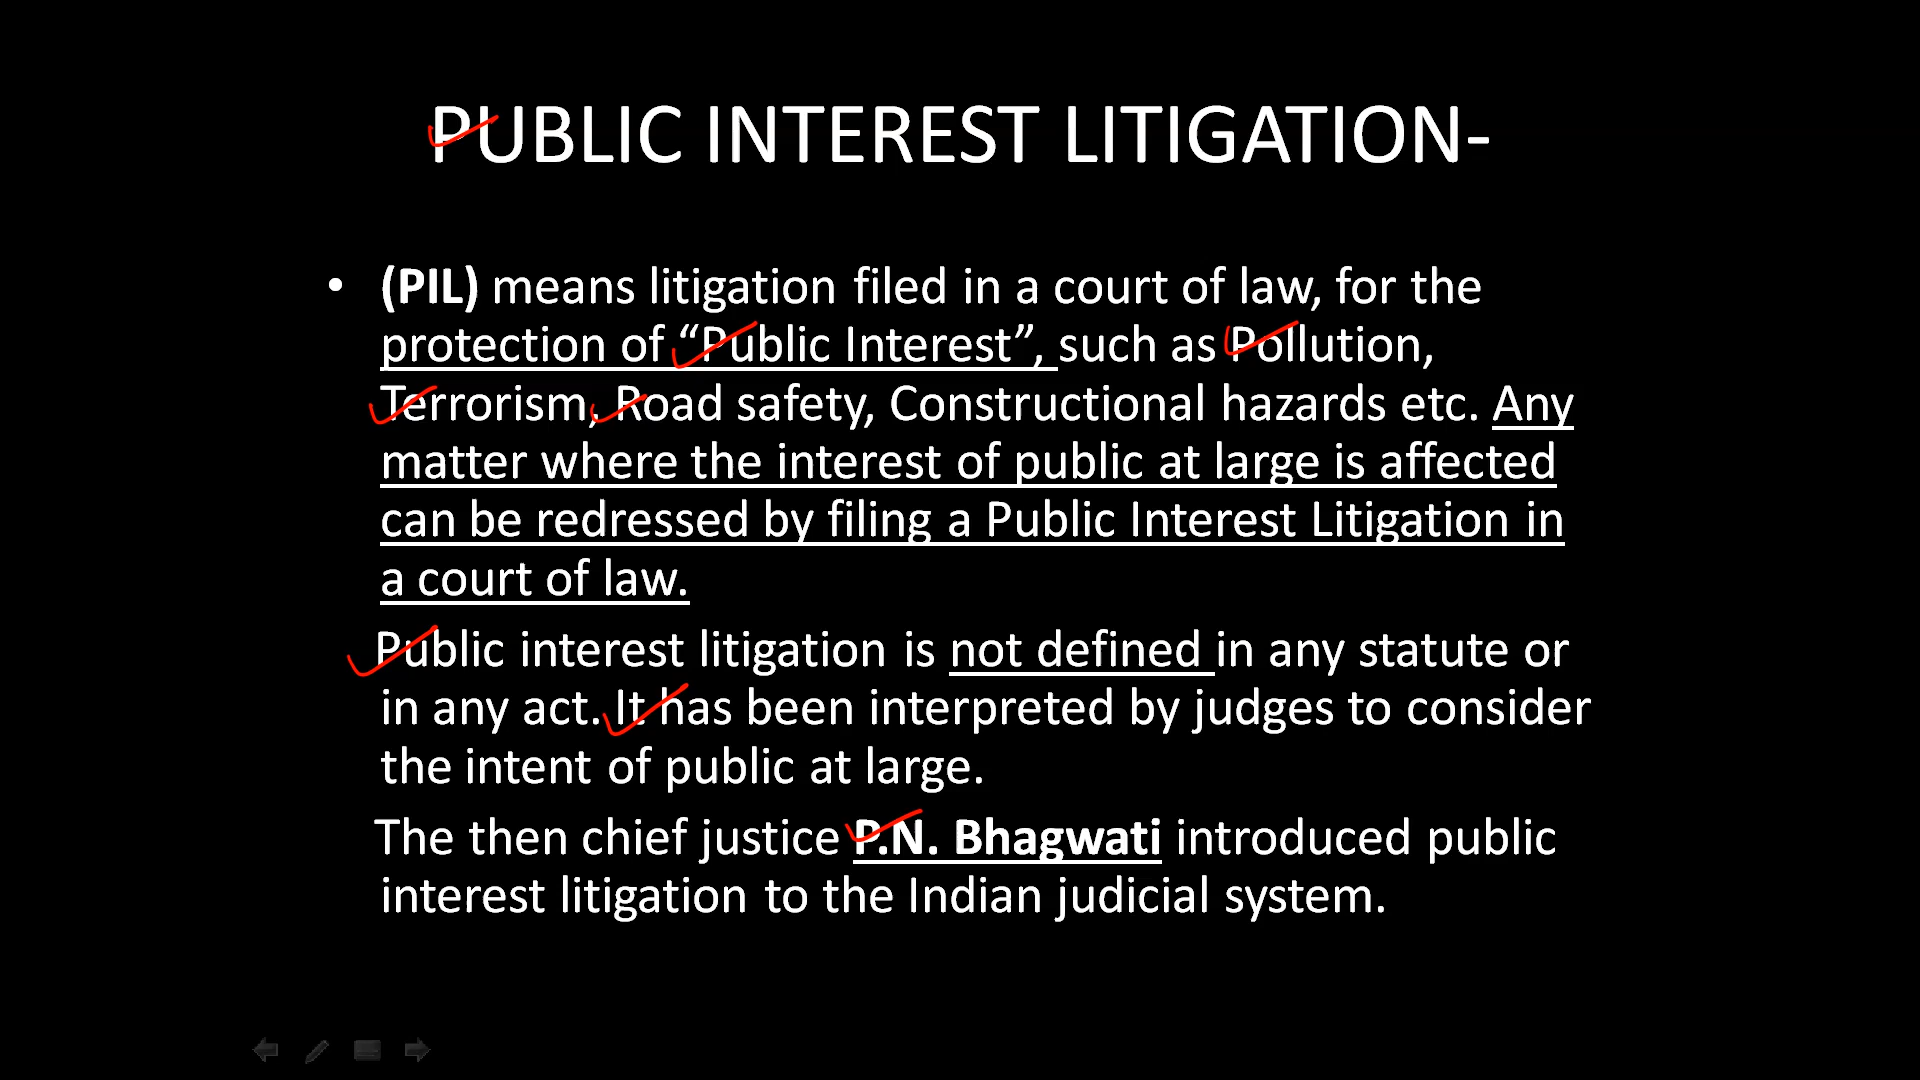 PUBLIC INTEREST LITIGATION-
• (PIL) means litigation filed in a court of law, for the
protection of “Public Interest”, such as Pollution,
Terrorism, Road safety, Constructional hazards etc. Any
matter where the interest of public at large is affected
can be redressed by filing a Public Interest Litigation in
a court of law.
Public interest litigation is not defined in any statute or
in any act. It has been interpreted by judges to consider
the intent of public at large.
The then chief justice P.N. Bhagwati introduced public
interest litigation to the Indian judicial system.